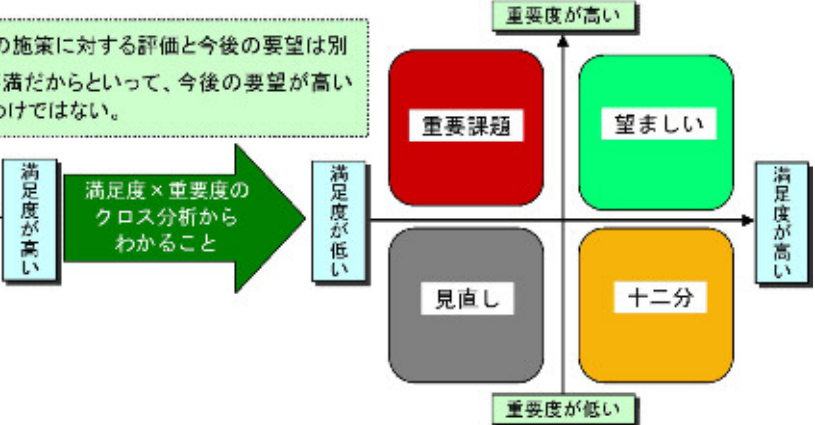 重要度が高い
の施策に対する評価と今後の要望は別
満だからといって、今後の要望が高い
わけではない。
重要課題
望ましい
満足度が高い
満足度×重要度の
クロス分析から
わかること
満足度が低い
満足度が高い
見直し
十二分
重要度が低い